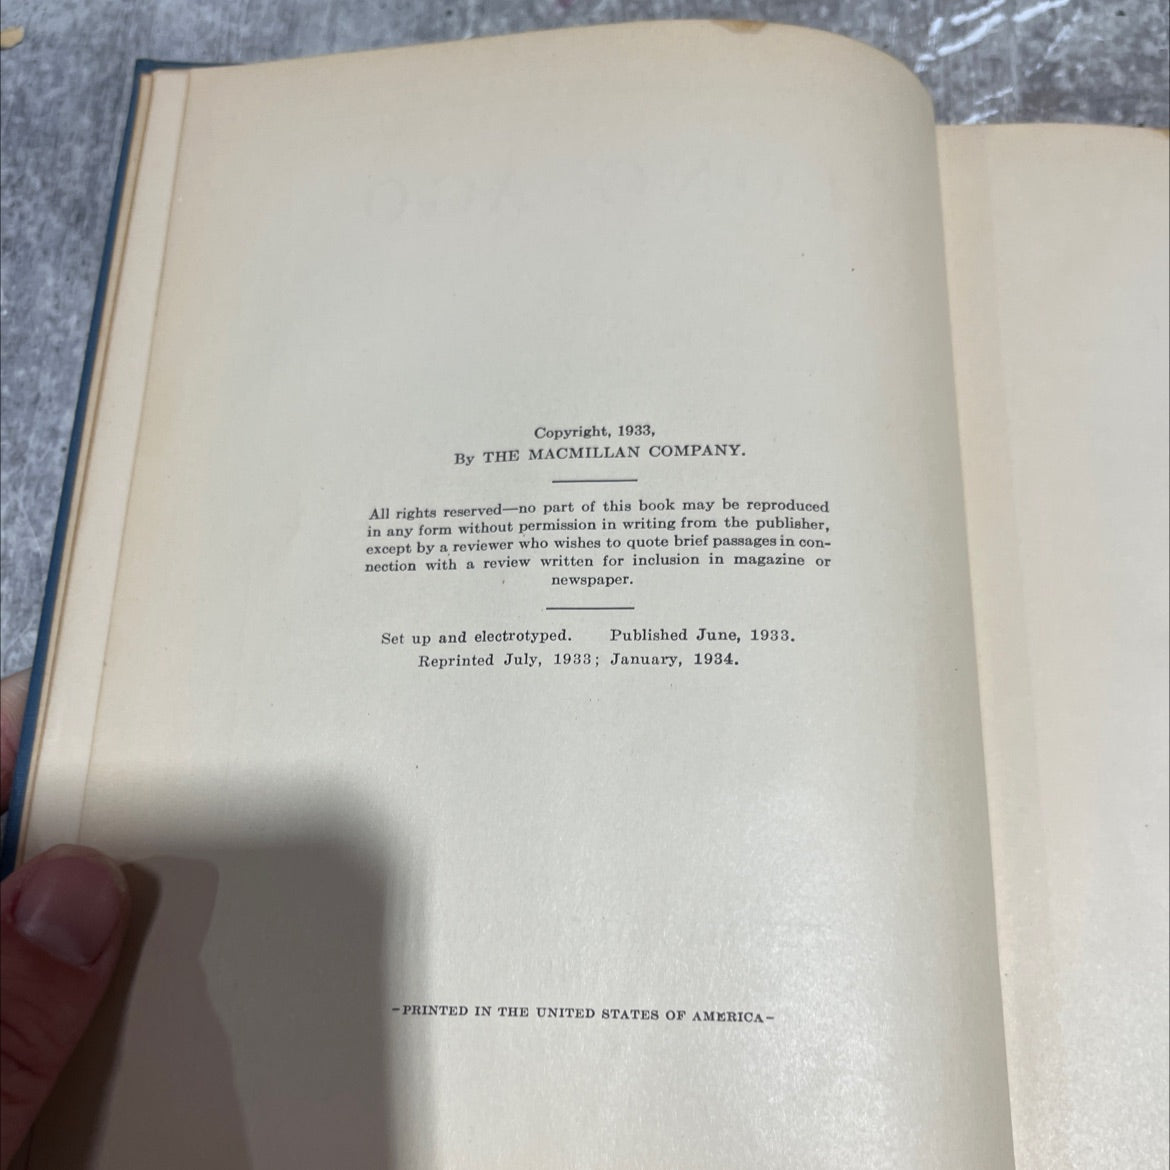 Copyright, 1933,
By THE MACMILLAN COMPANY.
All rights reserved—no part of this book may be reproduced
in any form without permission in writing from the publisher,
except by a reviewer who wishes to quote brief passages in con-
nection with a review written for inclusion in magazine or
newspaper.
Set up and electrotyped. Published June, 1933.
Reprinted July, 1933; January, 1934.
-PRINTED IN THE UNITED STATES OF AMERICA-